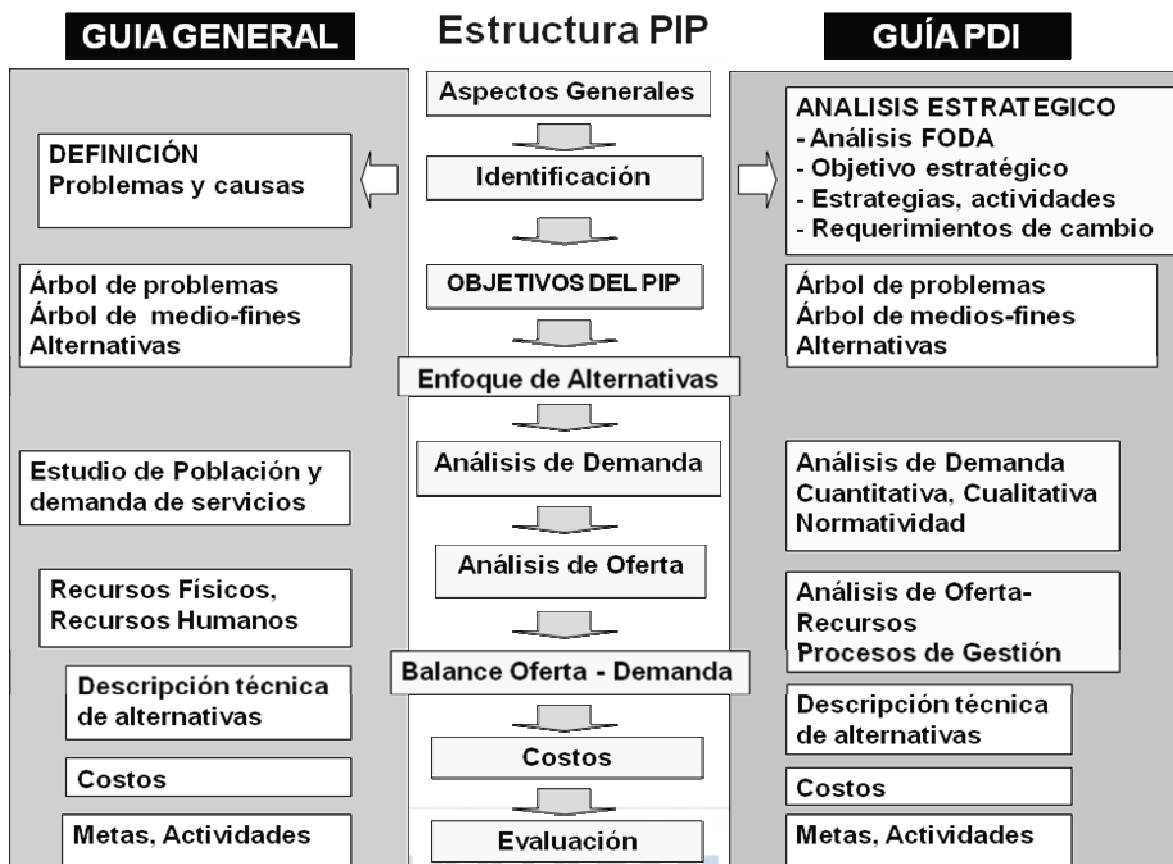 GUIA GENERAL
DEFINICIÓN
Problemas y causas
Árbol de problemas
Árbol de medio-fines
Alternativas
Estudio de Población y
demanda de servicios
Recursos Físicos,
Recursos Humanos
Descripción técnica
de alternativas
Costos
Metas, Actividades
Estructura PIP
Aspectos Generales
Identificación
OBJETIVOS DEL PIP
Enfoque de Alternativas
Análisis de Demanda
Análisis de Oferta
Balance Oferta - Demanda
Costos
Evaluación
GUÍA PDI
ANALISIS ESTRATEGICO
- Análisis FODA
- Objetivo estratégico
- Estrategias, actividades
- Requerimientos de cambio
Árbol de problemas
Árbol de medios-fines
Alternativas
Análisis de Demanda
Cuantitativa, Cualitativa
Normatividad
Análisis de Oferta-
Recursos
Procesos de Gestión
Descripción técnica
de alternativas
Costos
Metas, Actividades